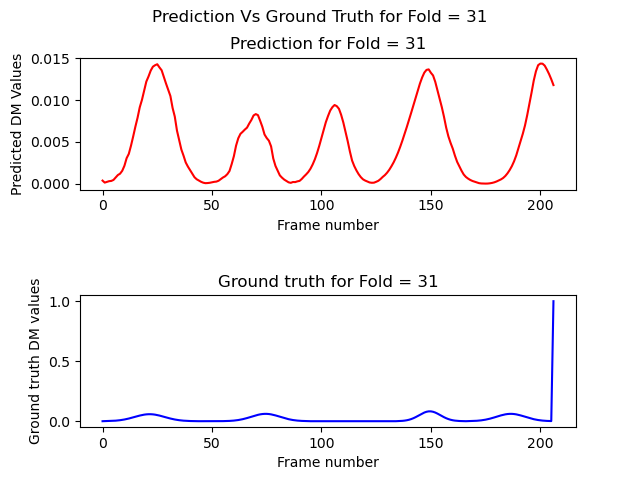 Prediction Vs Ground Truth for Fold = 31
Prediction for Fold = 31
Predicted DM Values
0.015
0.010
0.005
0.000
0 50 100 150 200
Frame number
Ground truth for Fold = 31
Ground truth DM values
1.0
0.5
0.0
0 50 100 150 200
Frame number